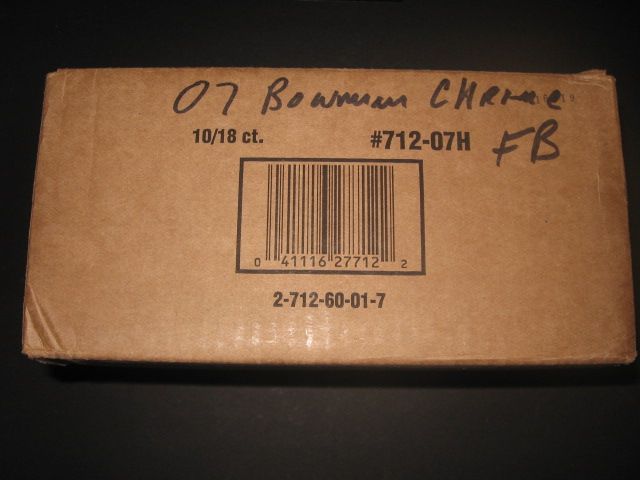 07 Bowman CHRome
10/18 ct. #712-07H FB
0 41116 27712 2
2-712-60-01-7